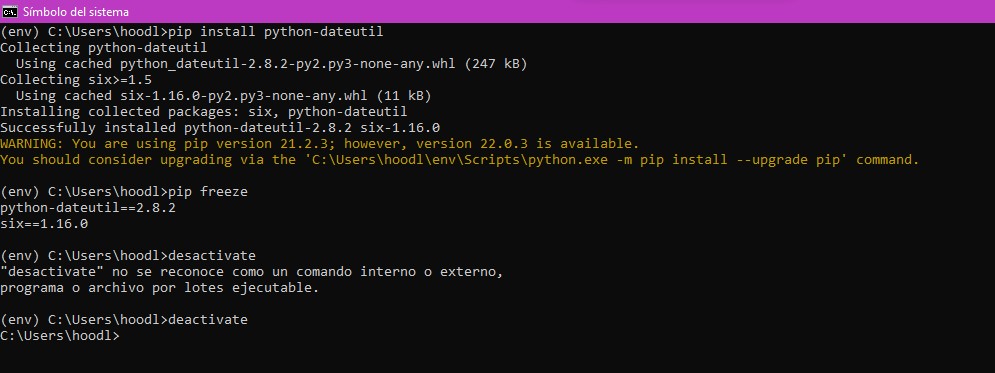 Símbolo del sistema
(env) C:\Users\hoodl>pip install python-dateutil
Collecting python-dateutil
  Using cached python_dateutil-2.8.2-py2.py3-none-any.whl (247 kB)
Collecting six>=1.5
  Using cached six-1.16.0-py2.py3-none-any.whl (11 kB)
Installing collected packages: six, python-dateutil
Successfully installed python-dateutil-2.8.2 six-1.16.0
WARNING: You are using pip version 21.2.3; however, version 22.0.3 is available.
You should consider upgrading via the 'C:\Users\hoodl\env\Scripts\python.exe -m pip install --upgrade pip' command.
(env) C:\Users\hoodl>pip freeze
python-dateutil==2.8.2
six==1.16.0
(env) C:\Users\hoodl>desactivate
"desactivate" no se reconoce como un comando interno o externo,
programa o archivo por lotes ejecutable.
(env) C:\Users\hoodl>deactivate
C:\Users\hoodl>